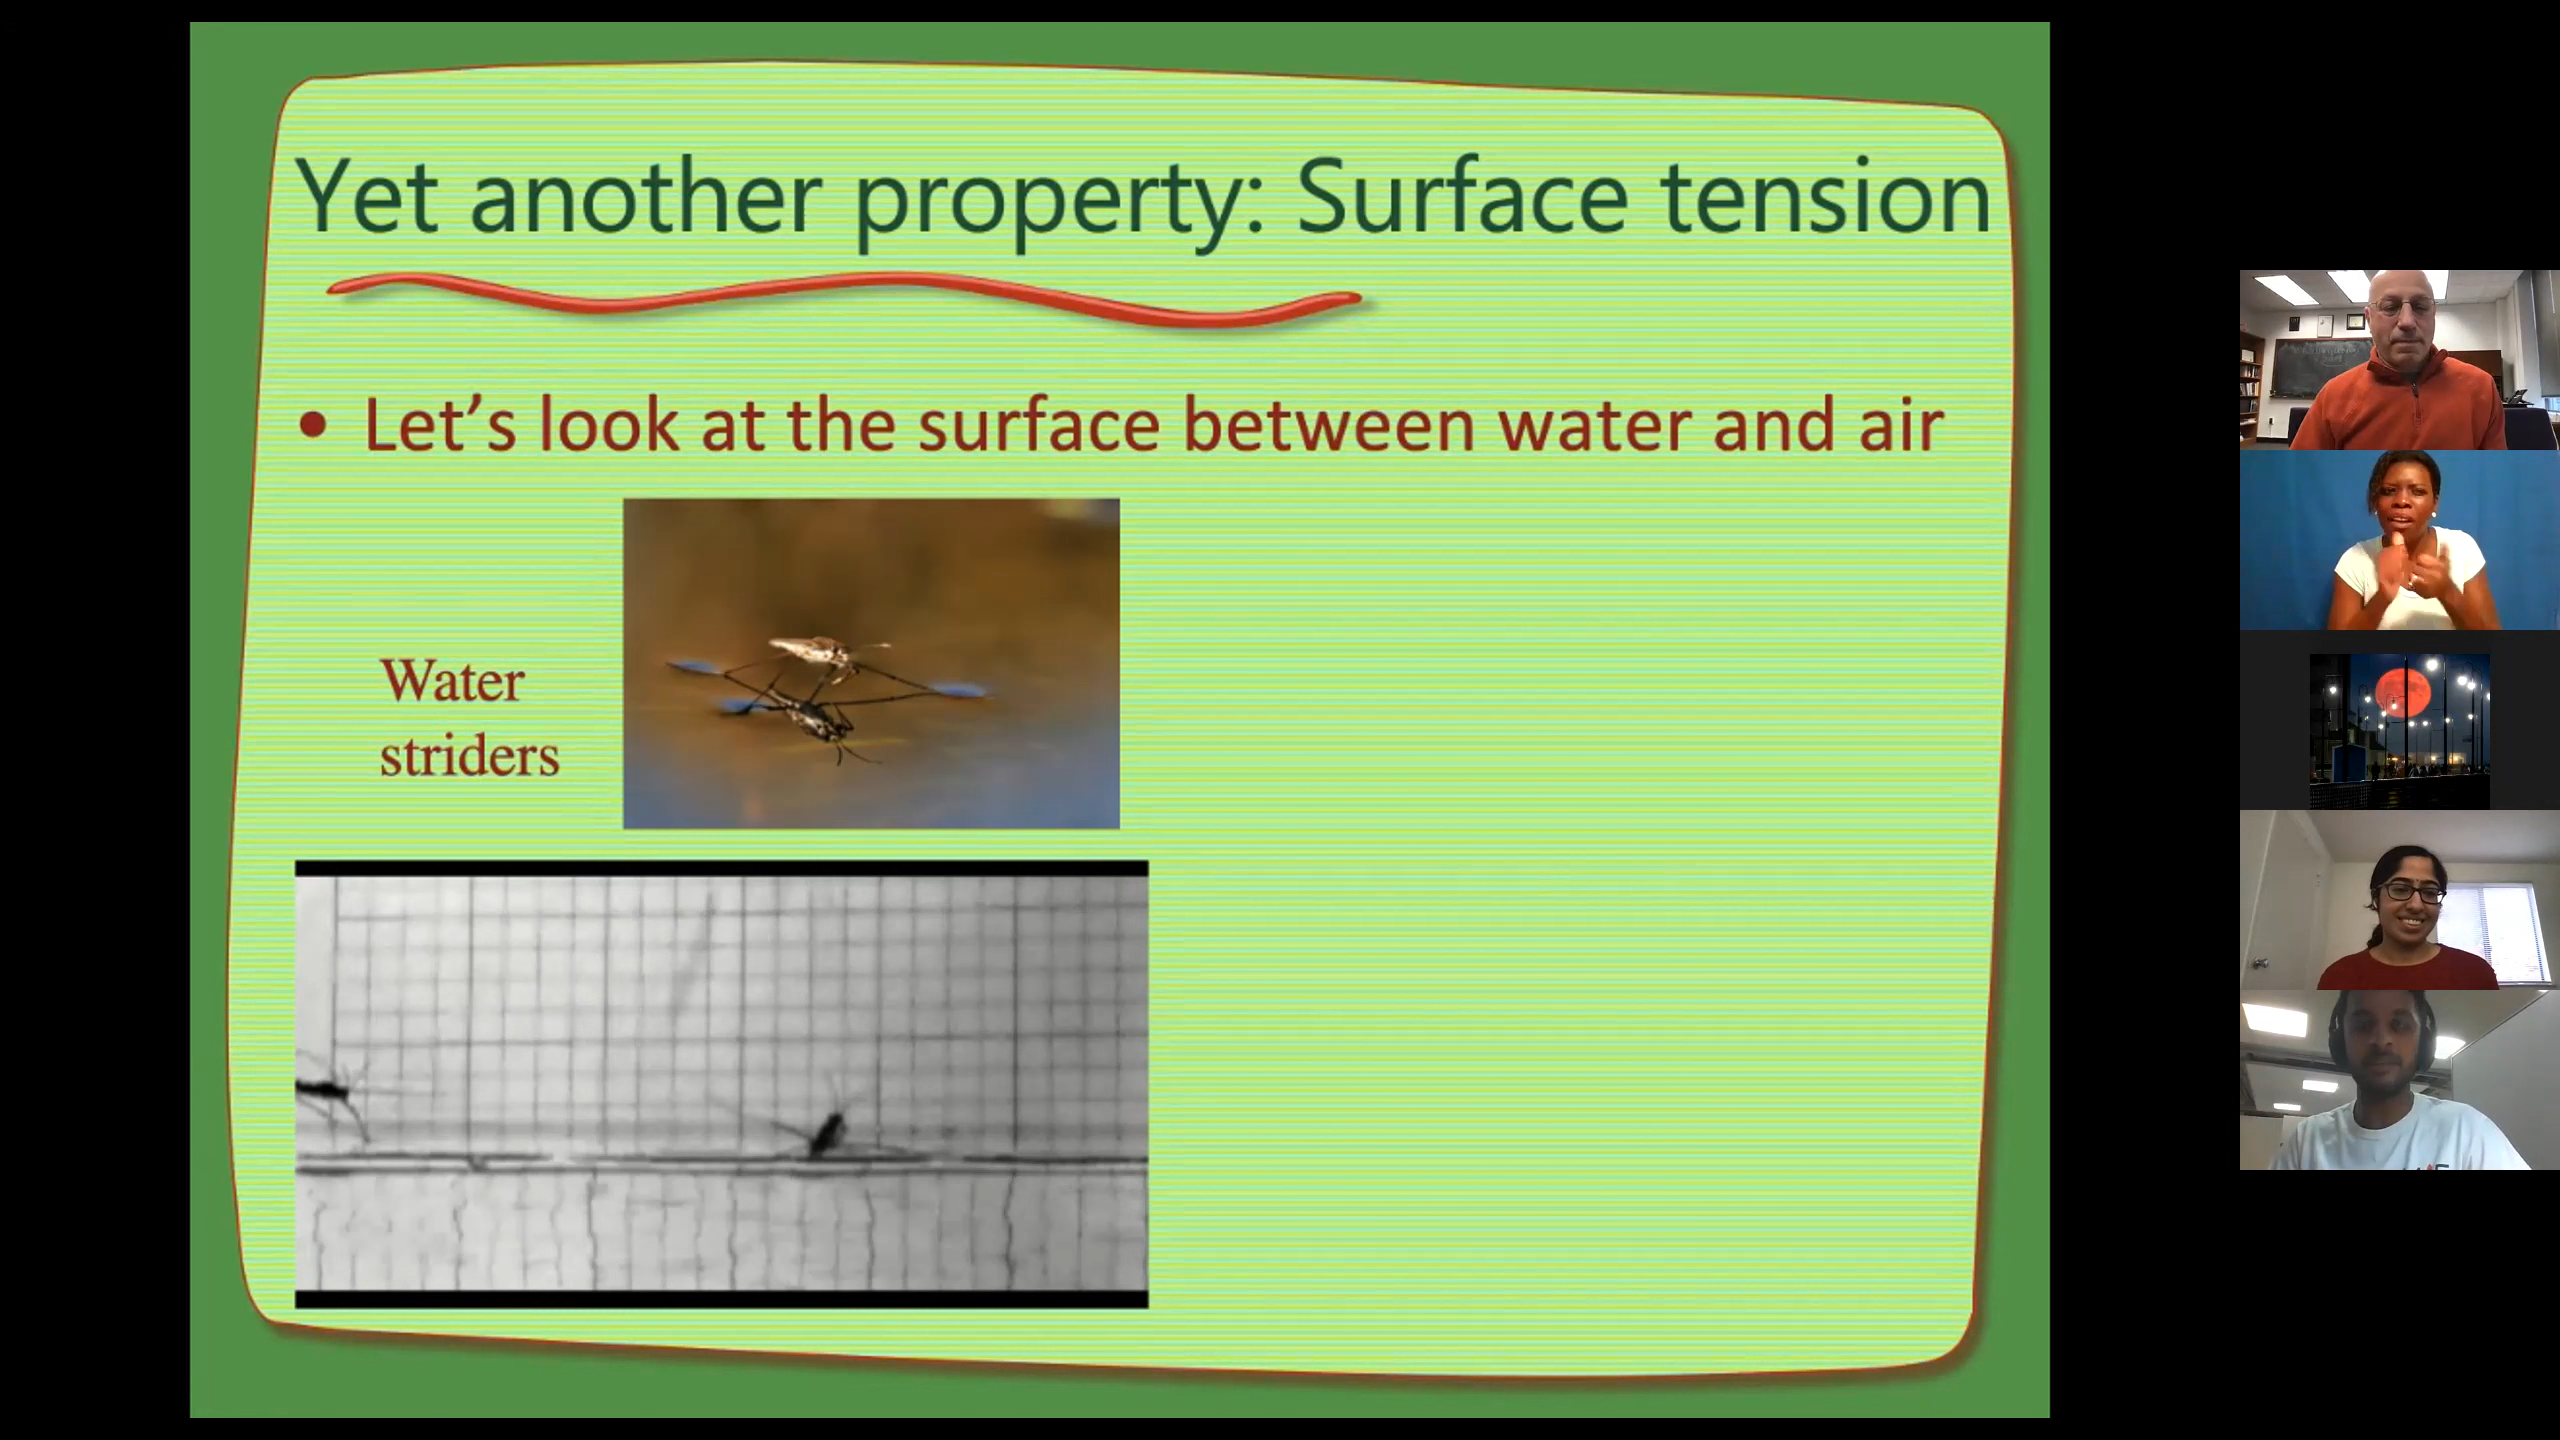 Yet another property: Surface tension
• Let’s look at the surface between water and air
Water
striders